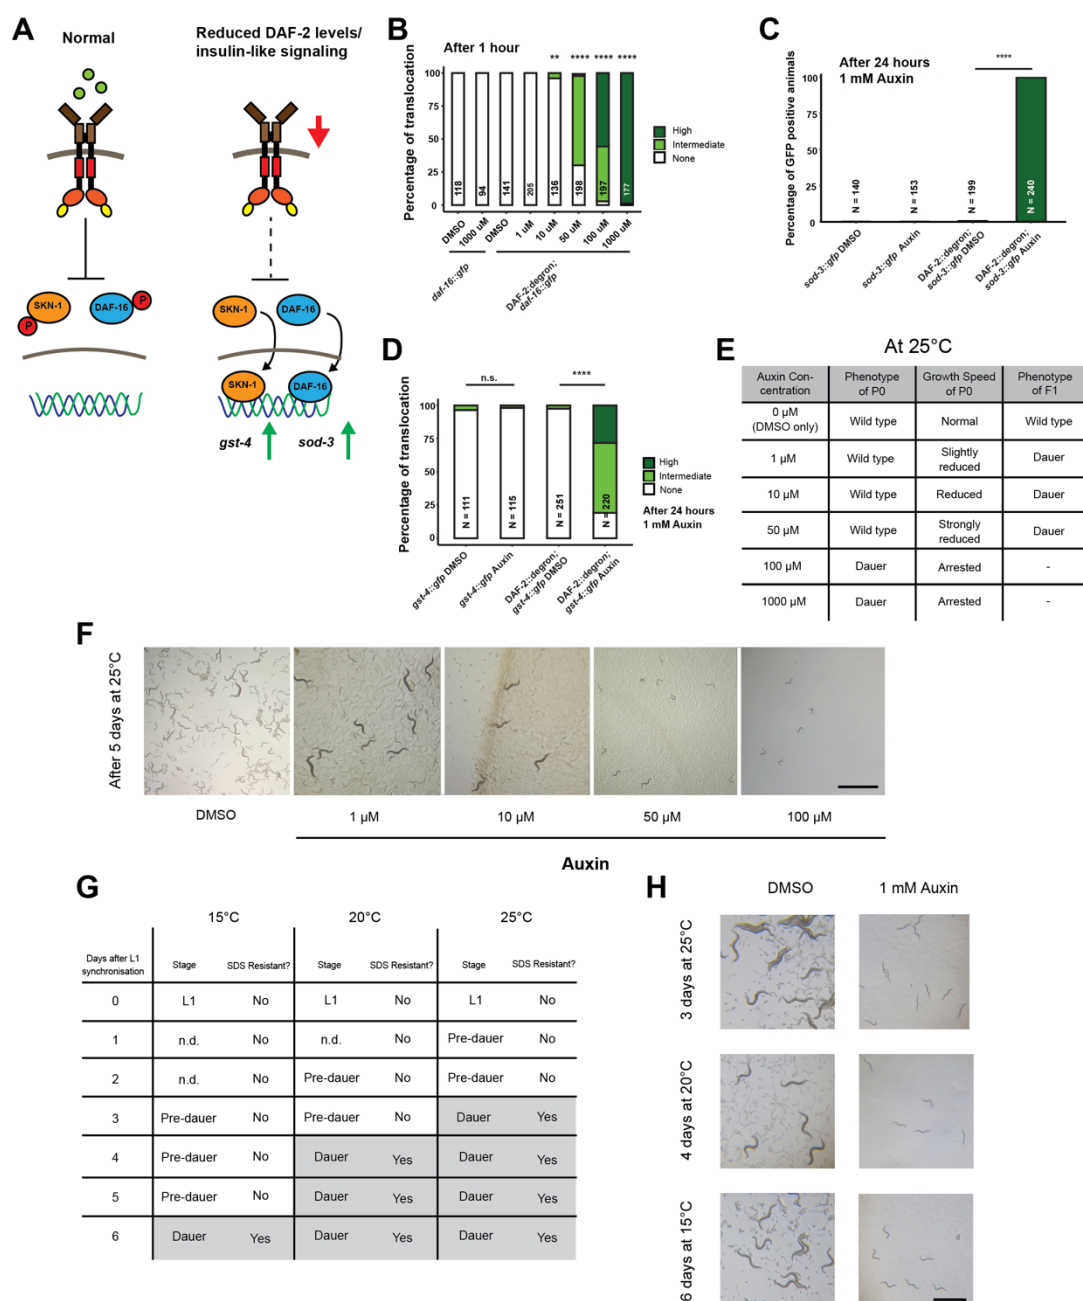 A
Normal
Reduced DAF-2 levels/
insulin-like signaling
SKN-1
P
DAF-16
P
SKN-1
DAF-16
SKN-1
DAF-16
gst-4
sod-3
B
After 1 hour
** **** **** ****
Percentage of translocation
100
75
50
25
0
118
94
141
205
136
198
197
177
High
Intermediate
None
DMSO
1000 uM
DMSO
1 uM
10 uM
50 uM
100 uM
1000 uM
daf-16::gfp
DAF-2::degron;
daf-16::gfp
C
After 24 hours
1 mM Auxin
****
Percentage of GFP positive animals
100
75
50
25
0
N = 140
N = 153
N = 199
N = 240
sod-3::gfp DMSO
sod-3::gfp Auxin
DAF-2::degron;
sod-3::gfp DMSO
DAF-2::degron;
sod-3::gfp Auxin
D
n.s.
****
Percentage of translocation
100
75
50
25
0
N = 111
N = 115
N = 251
N = 220
High
Intermediate
None
After 24 hours
1 mM Auxin
gst-4::gfp DMSO
gst-4::gfp Auxin
DAF-2::degron;
gst-4::gfp DMSO
DAF-2::degron;
gst-4::gfp Auxin
E
At 25°C
Auxin Con-
centration
Phenotype
of P0
Growth Speed
of P0
Phenotype
of F1
0 µM
(DMSO only)
Wild type
Normal
Wild type
1 µM
Wild type
Slightly
reduced
Dauer
10 µM
Wild type
Reduced
Dauer
50 µM
Wild type
Strongly
reduced
Dauer
100 µM
Dauer
Arrested
-
1000 µM
Dauer
Arrested
-
F
After 5 days at 25°C
DMSO
1 µM
10 µM
50 µM
100 µM
Auxin
G
15°C
20°C
25°C
Days after L1
synchronisation
Stage
SDS Resistant?
Stage
SDS Resistant?
Stage
SDS Resistant?
0 L1 No L1 No L1 No
1 n.d. No n.d. No Pre-dauer No
2 n.d. No Pre-dauer No Pre-dauer No
3 Pre-dauer No Pre-dauer No Dauer Yes
4 Pre-dauer No Dauer Yes Dauer Yes
5 Pre-dauer No Dauer Yes Dauer Yes
6 Dauer Yes Dauer Yes Dauer Yes
H
DMSO
1 mM Auxin
3 days at 25°C
4 days at 20°C
6 days at 15°C